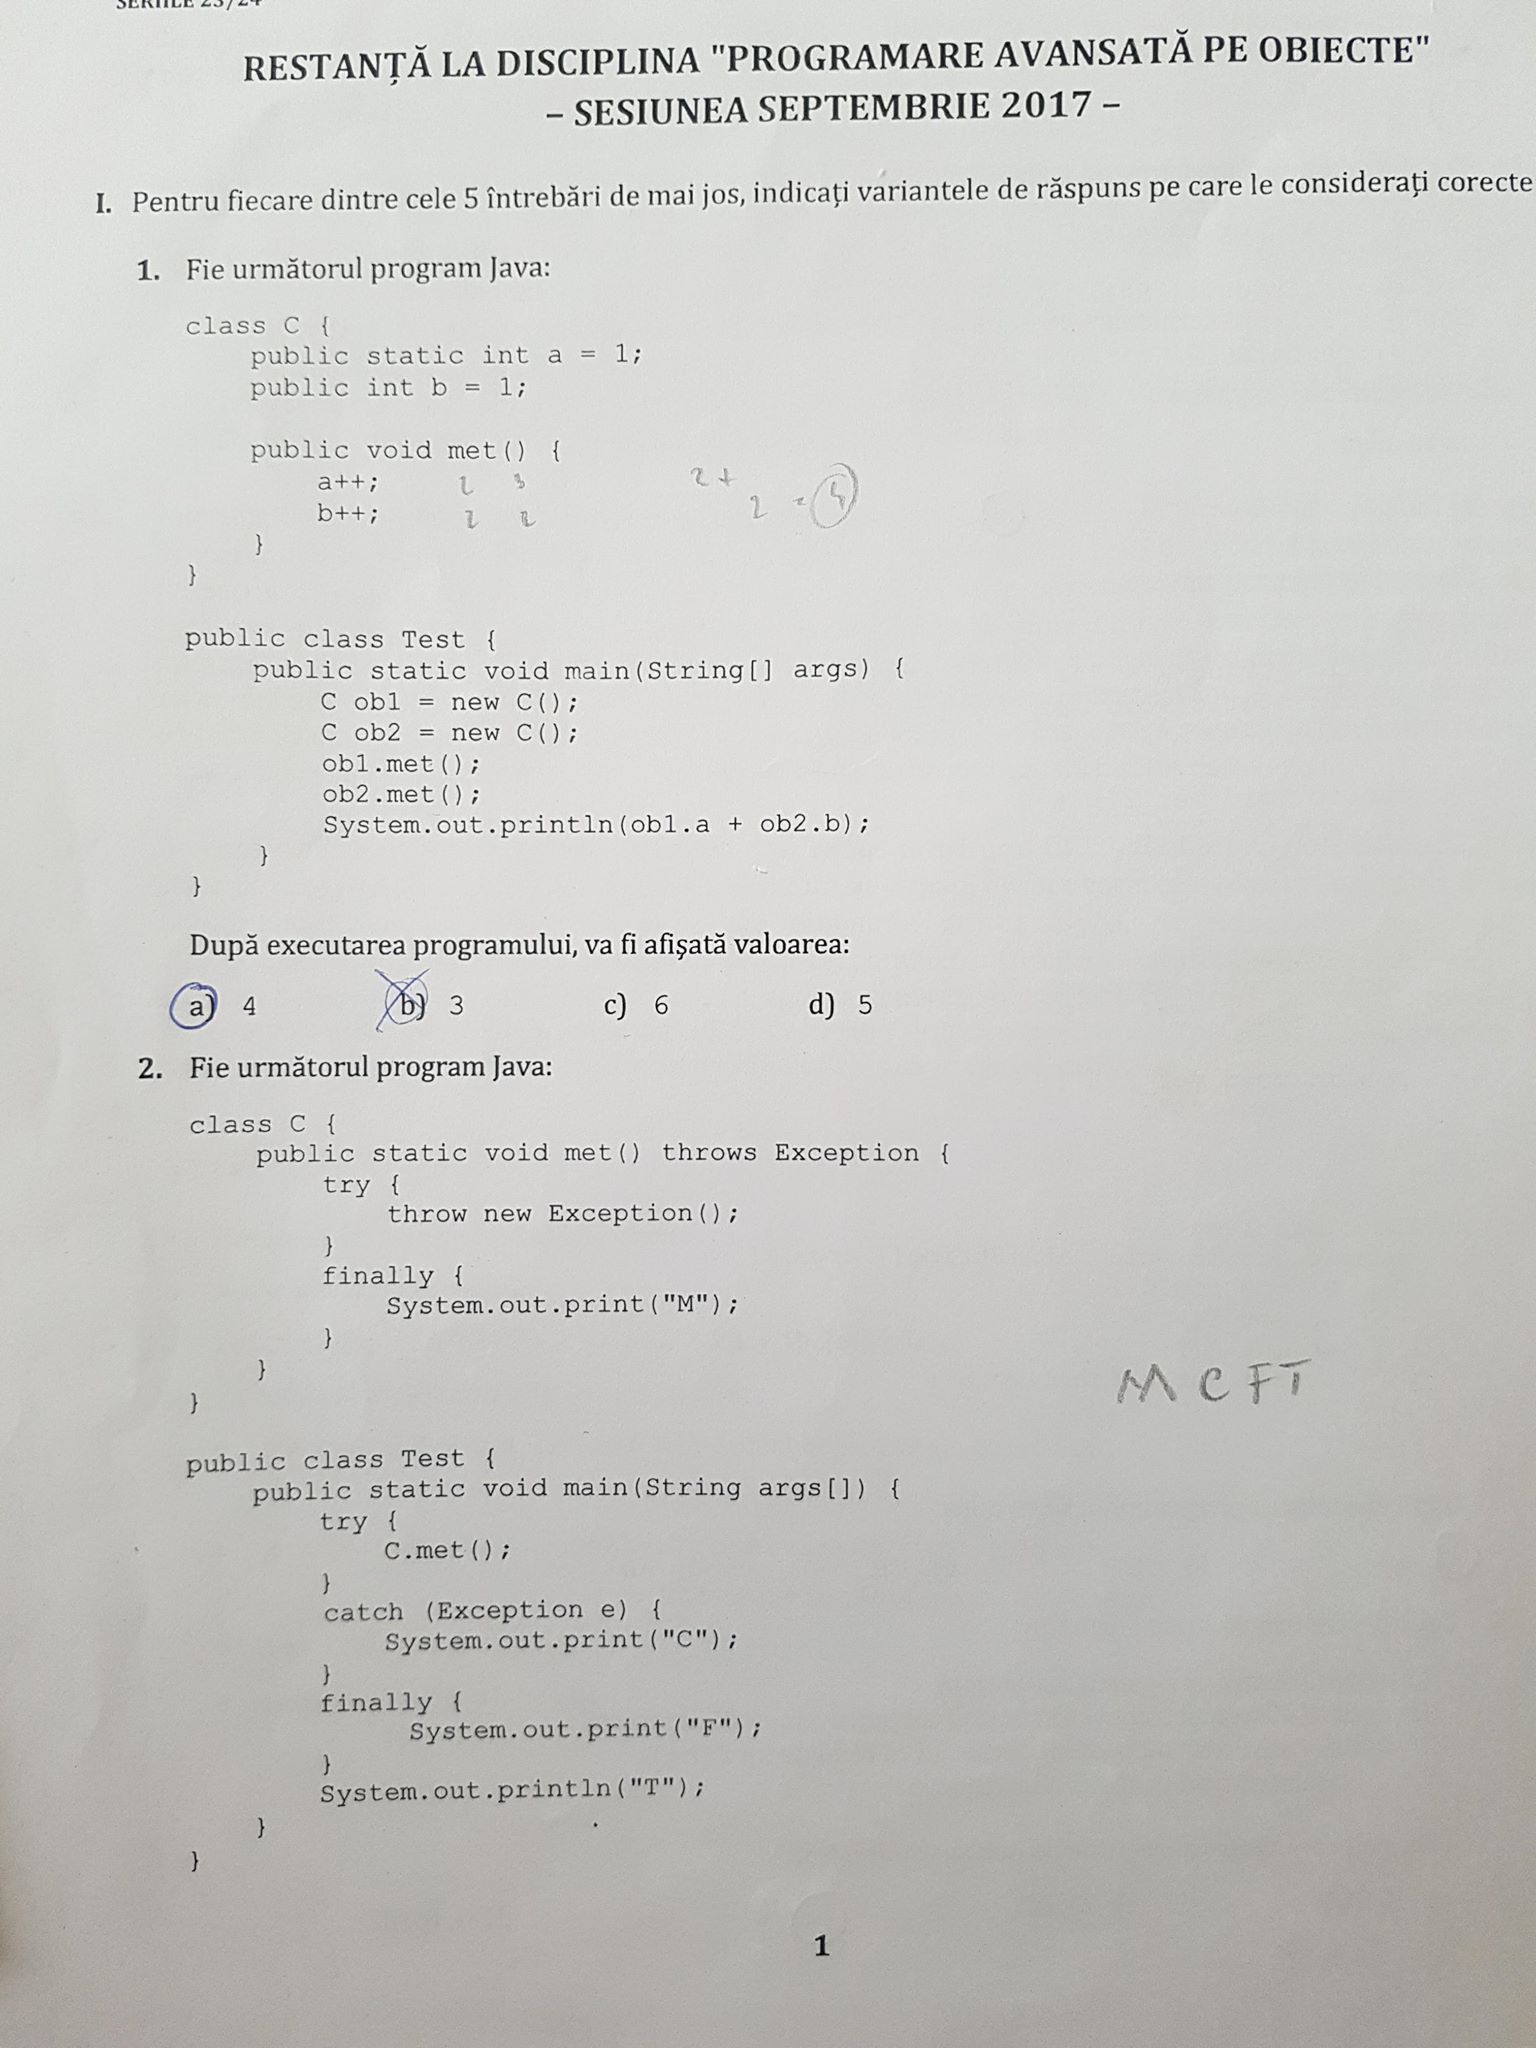 SERIILE 23/24
RESTANȚĂ LA DISCIPLINA "PROGRAMARE AVANSATĂ PE OBIECTE"
– SESIUNEA SEPTEMBRIE 2017 –
I. Pentru fiecare dintre cele 5 întrebări de mai jos, indicați variantele de răspuns pe care le considerați corecte
1. Fie următorul program Java:
class C {
public static int a = 1;
public int b = 1;
public void met() {
a++; 2 3 2+
b++; 2 2 2 = 4
}
}
public class Test {
public static void main(String[] args) {
C ob1 = new C();
C ob2 = new C();
ob1.met();
ob2.met();
System.out.println(ob1.a + ob2.b);
}
}
După executarea programului, va fi afișată valoarea:
a) 4 b) 3 c) 6 d) 5
2. Fie următorul program Java:
class C {
public static void met() throws Exception {
try {
throw new Exception();
}
finally {
System.out.print("M");
}
}
}
M C F T
public class Test {
public static void main(String args[]) {
try {
C.met();
}
catch (Exception e) {
System.out.print("C");
}
finally {
System.out.print("F");
}
System.out.println("T");
}
}
1